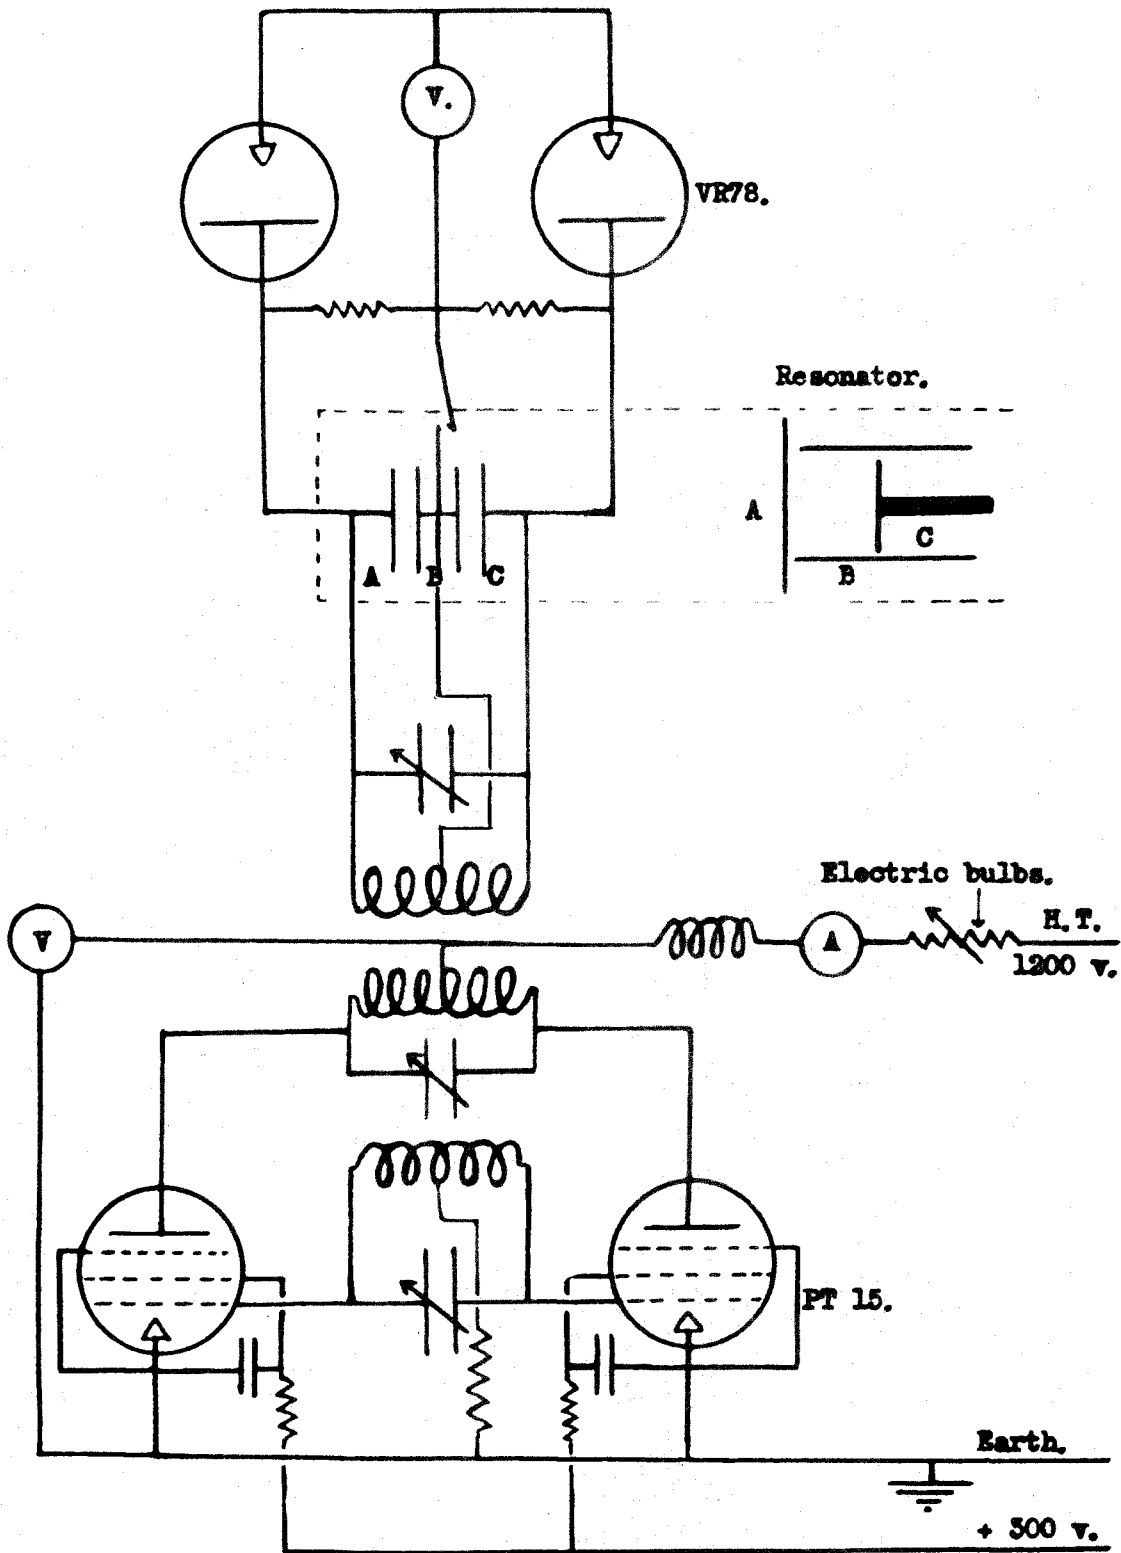 V.
VR78.
Resonator.
A
C
B
A B C
Electric bulbs.
V
A
H.T.
1200 v.
PT 15.
Earth.
+ 300 v.